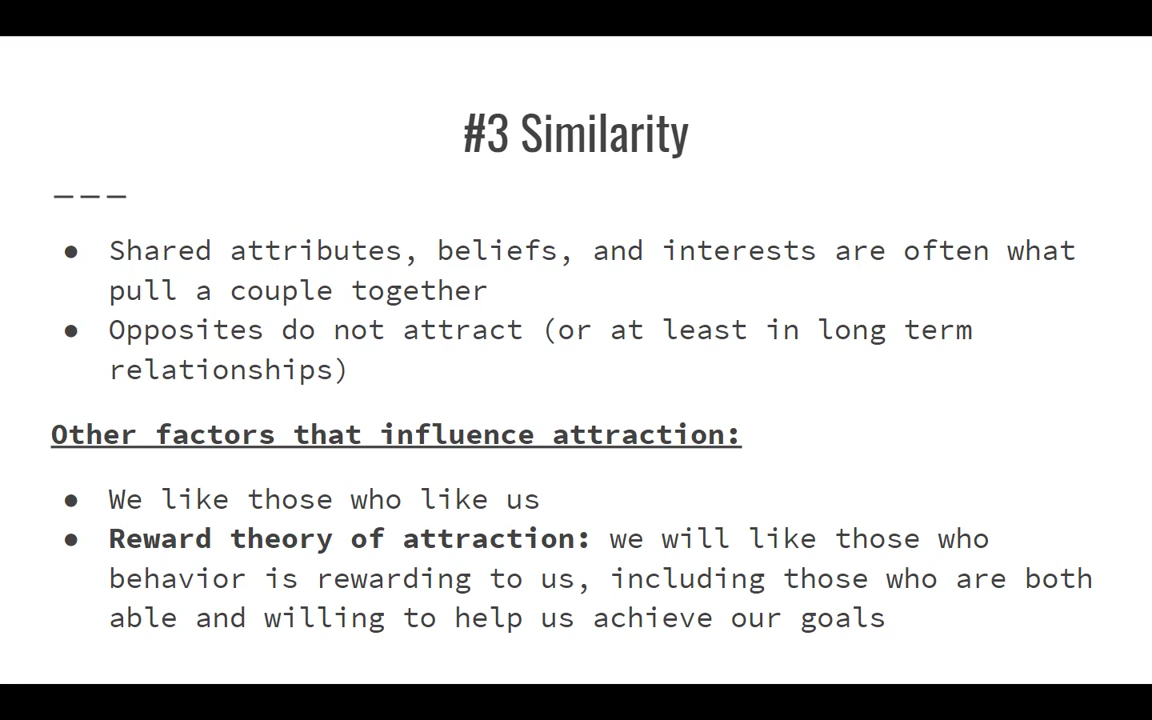 #3 Similarity
● Shared attributes, beliefs, and interests are often what
pull a couple together
● Opposites do not attract (or at least in long term
relationships)
Other factors that influence attraction:
● We like those who like us
● Reward theory of attraction: we will like those who
behavior is rewarding to us, including those who are both
able and willing to help us achieve our goals